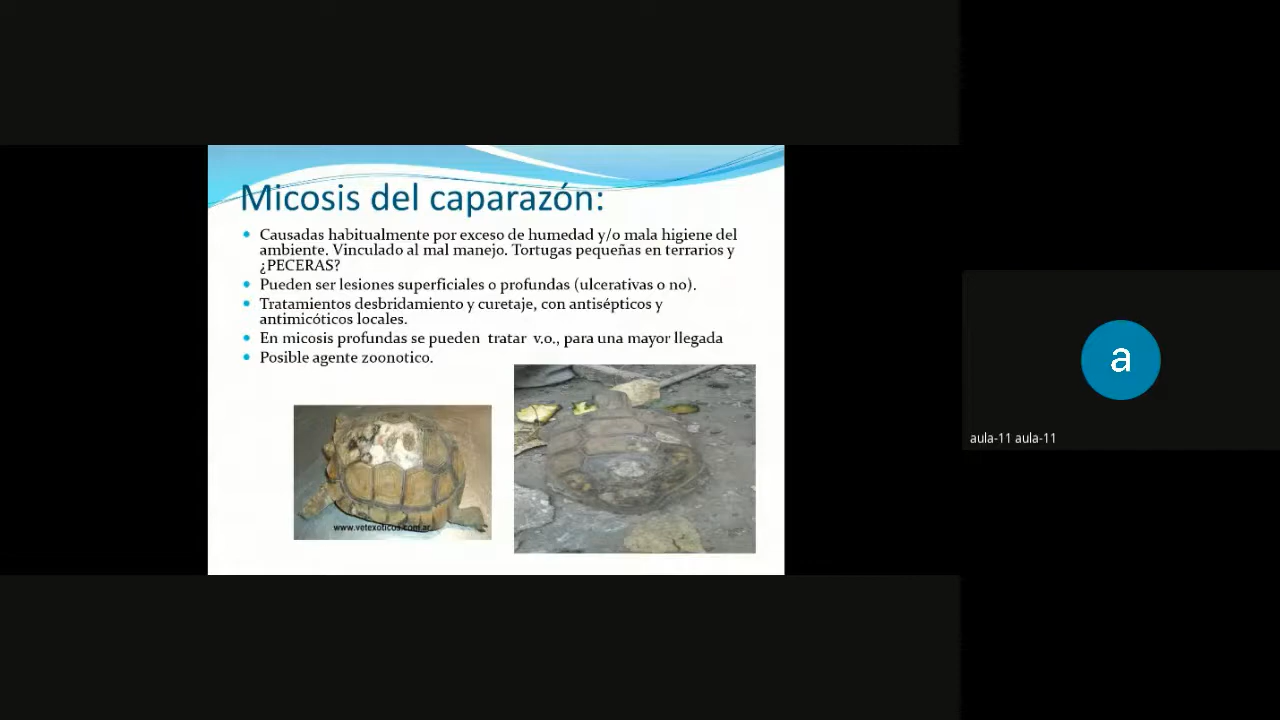 Micosis del caparazón:
Causadas habitualmente por exceso de humedad y/o mala higiene del
ambiente. Vinculado al mal manejo. Tortugas pequeñas en terrarios y
¿PECERAS?
Pueden ser lesiones superficiales o profundas (ulcerativas o no).
Tratamientos desbridamiento y curetaje, con antisépticos y
antimicóticos locales.
En micosis profundas se pueden tratar v.o., para una mayor llegada
Posible agente zoonotico.
www.vetexoticos.com.ar
a
aula-11 aula-11